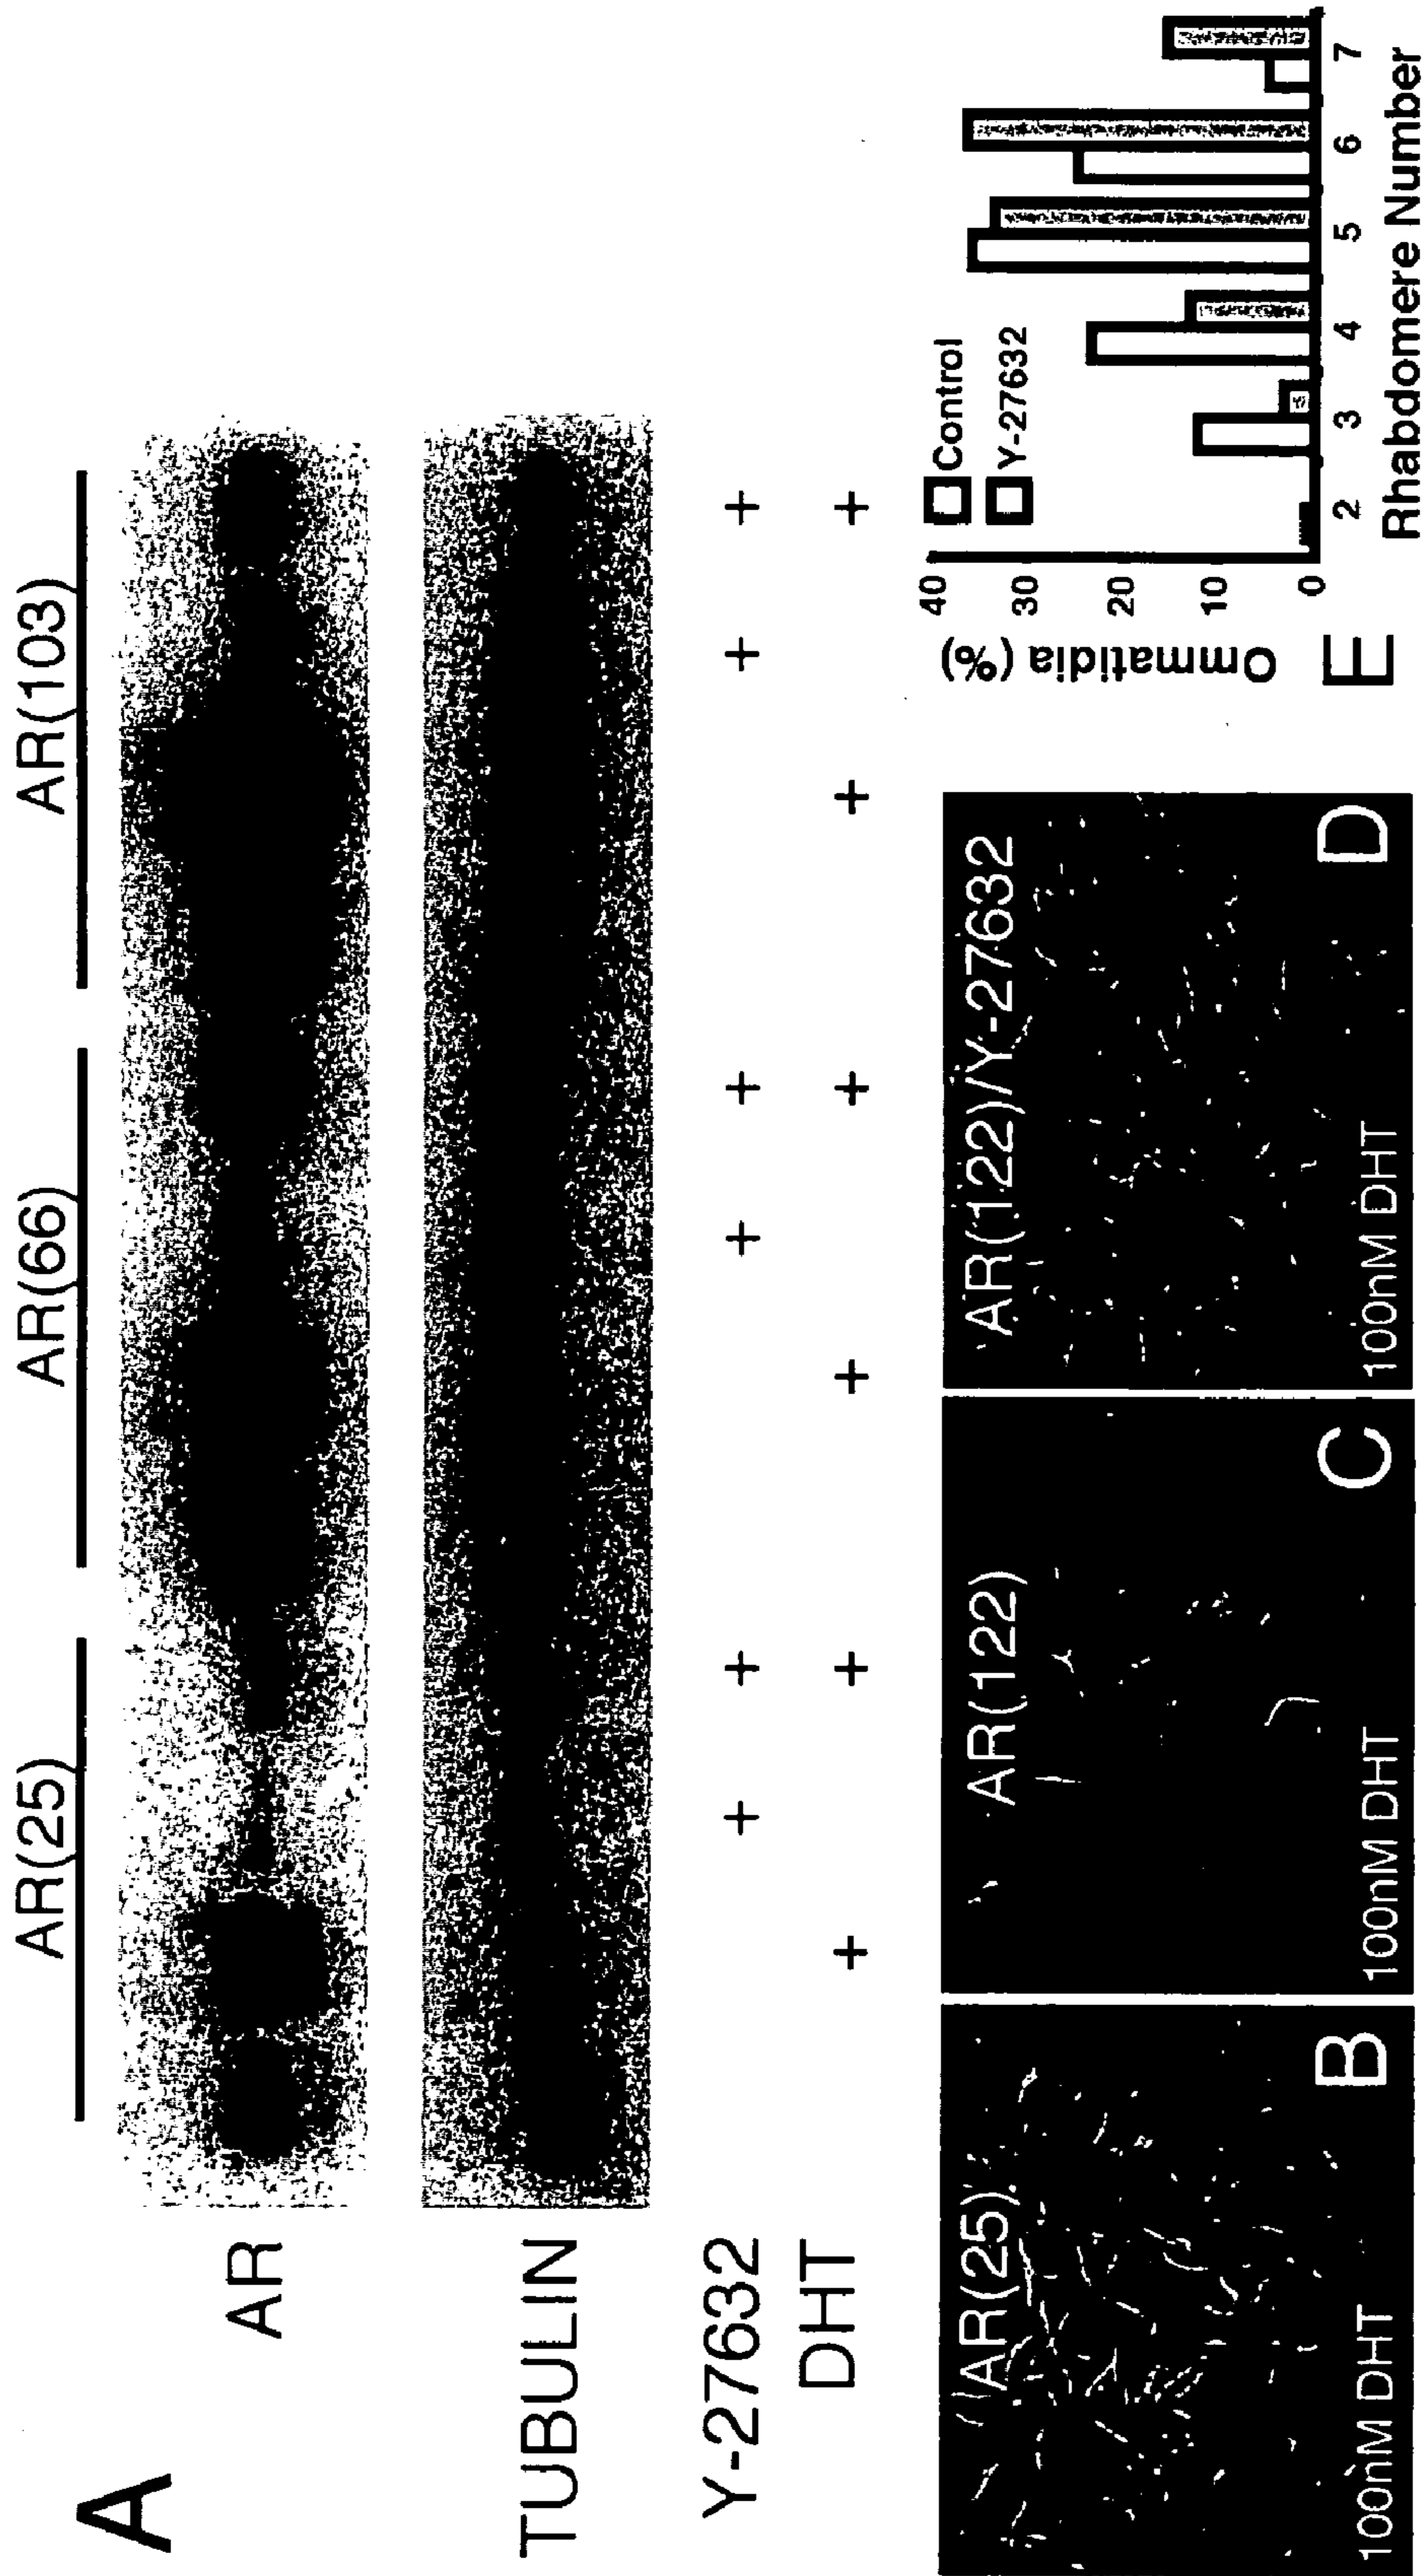 A
AR(25) AR(66) AR(103)
AR
TUBULIN
Y-27632 + + + + + +
DHT + + + + + +
AR(25)
100nM DHT
B
AR(122)
100nM DHT
C
AR(122)/Y-27632
100nM DHT
D
E
Ommatidia (%)
40
30
20
10
0
Control
Y-27632
2 3 4 5 6 7
Rhabdomere Number